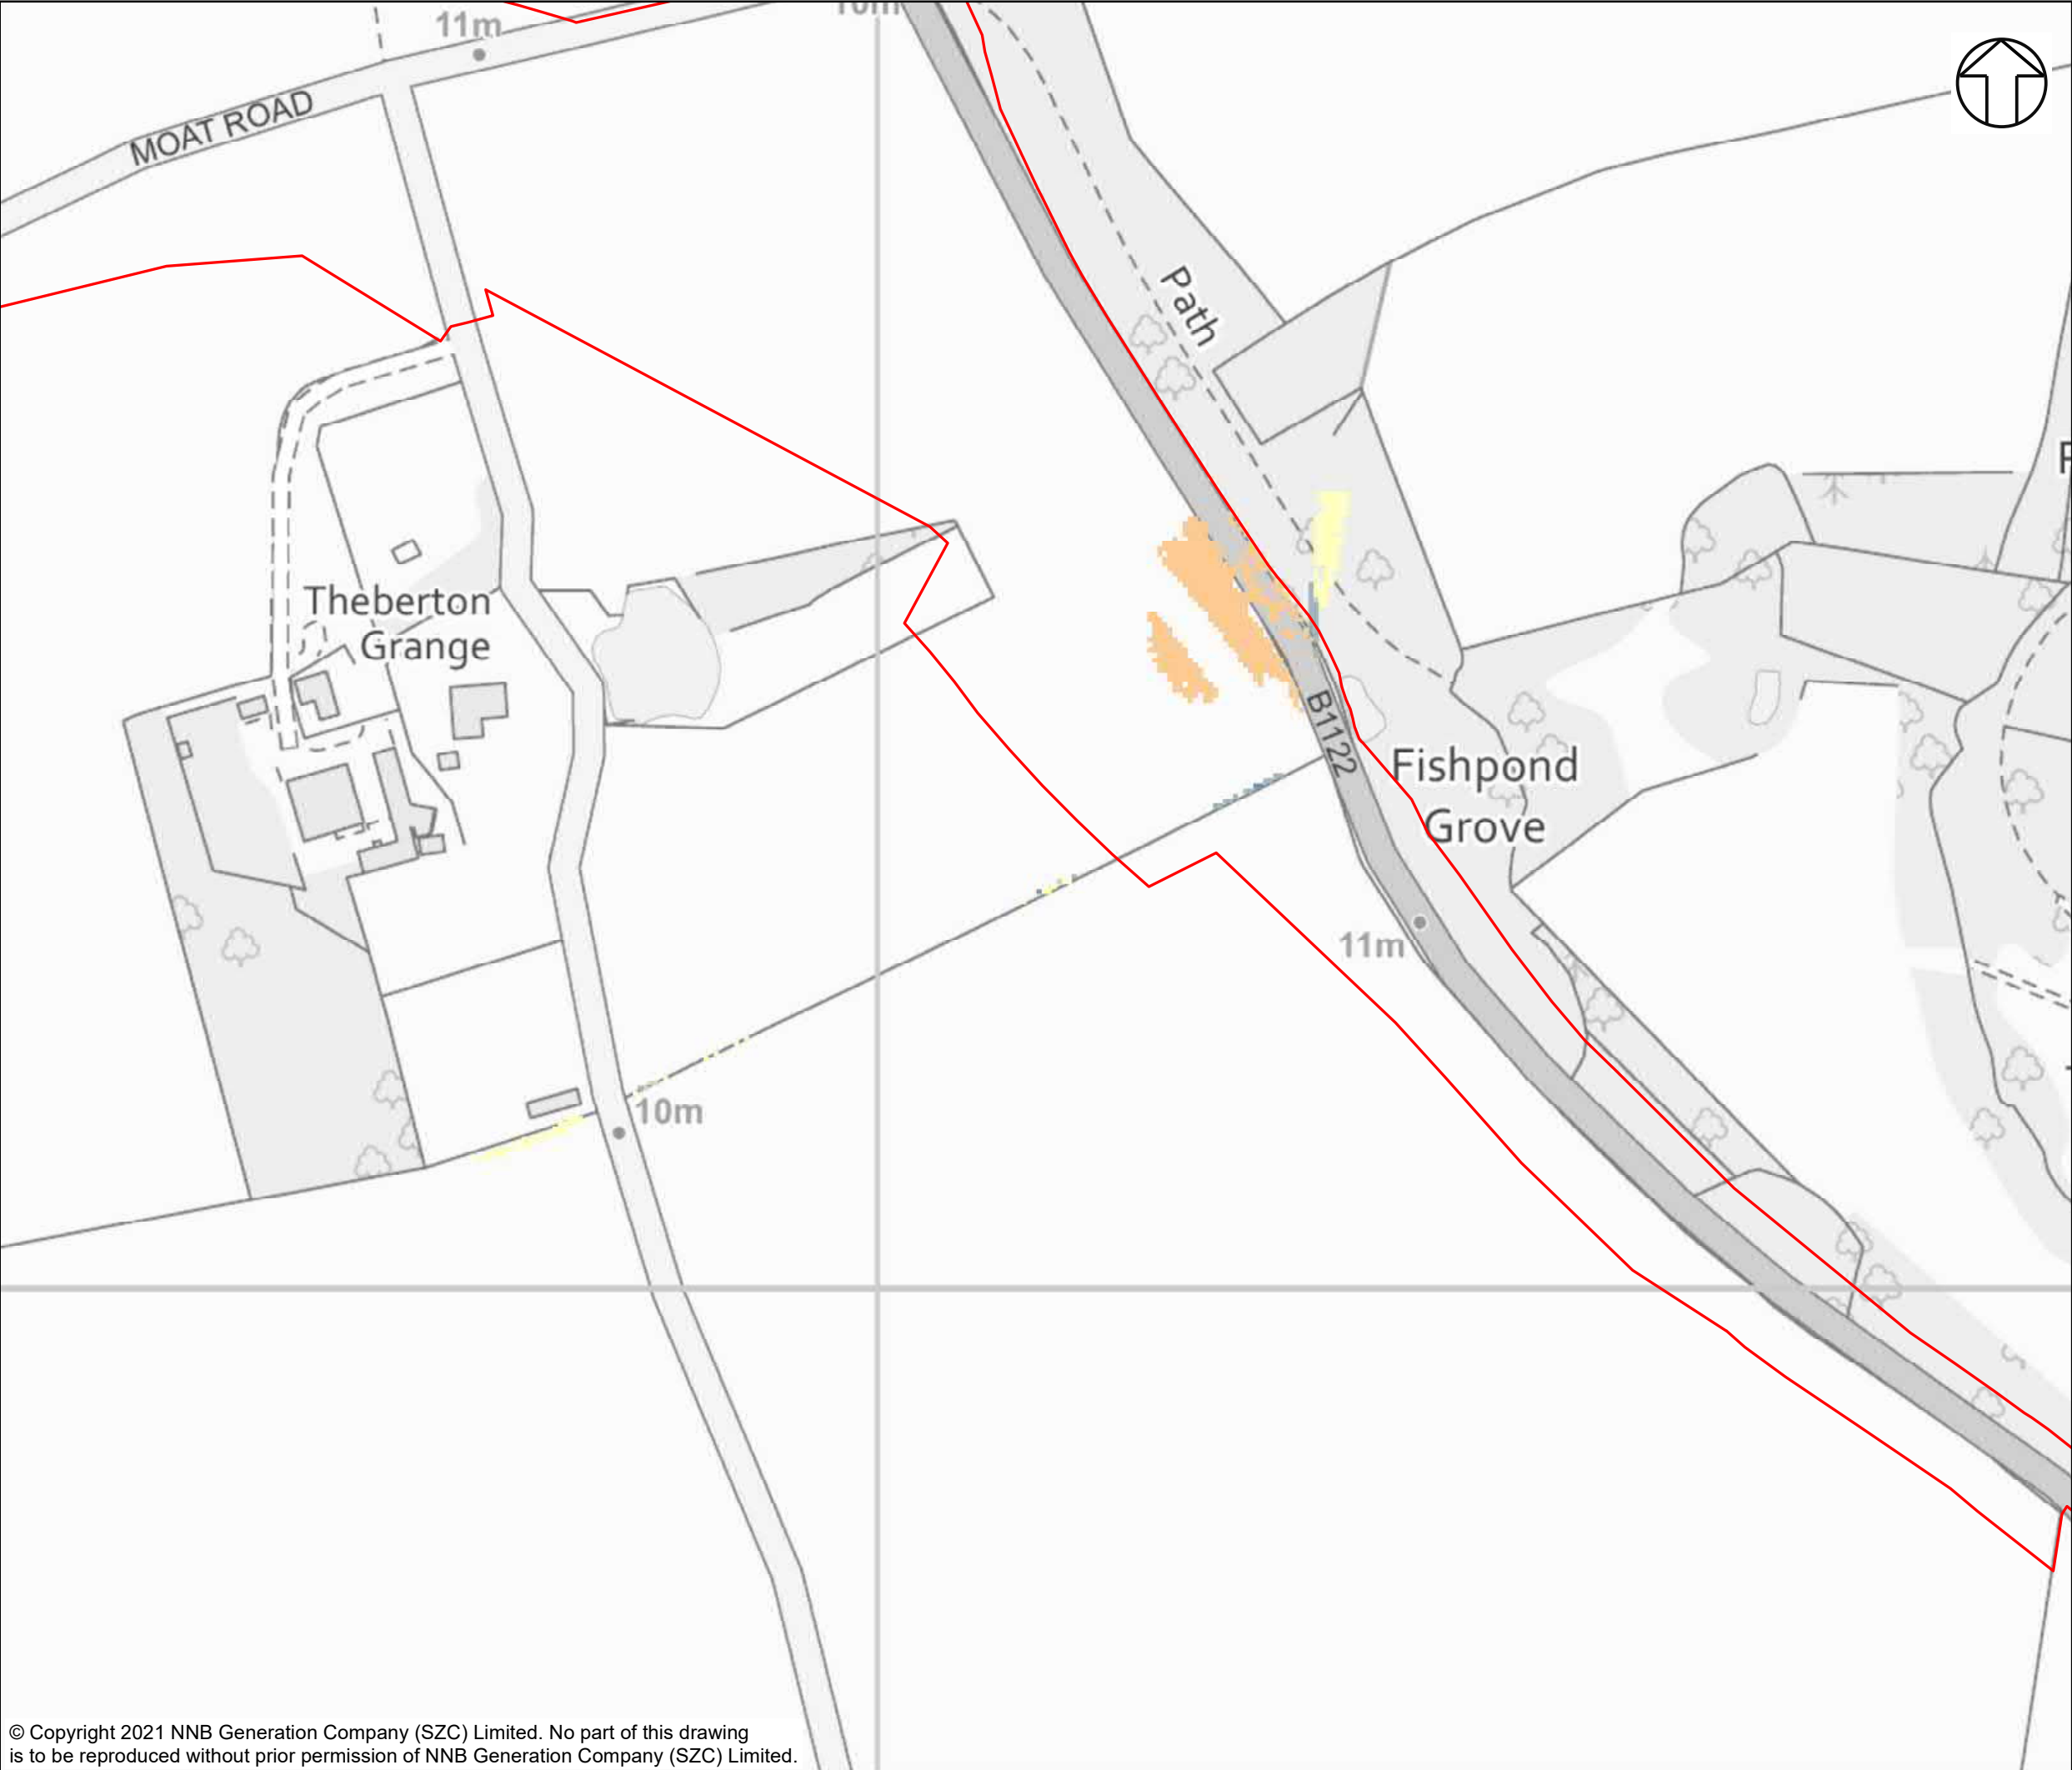 10m
11m
MOAT ROAD
Path
Theberton
Grange
B1122
Fishpond
Grove
11m
10m
© Copyright 2021 NNB Generation Company (SZC) Limited. No part of this drawing
is to be reproduced without prior permission of NNB Generation Company (SZC) Limited.